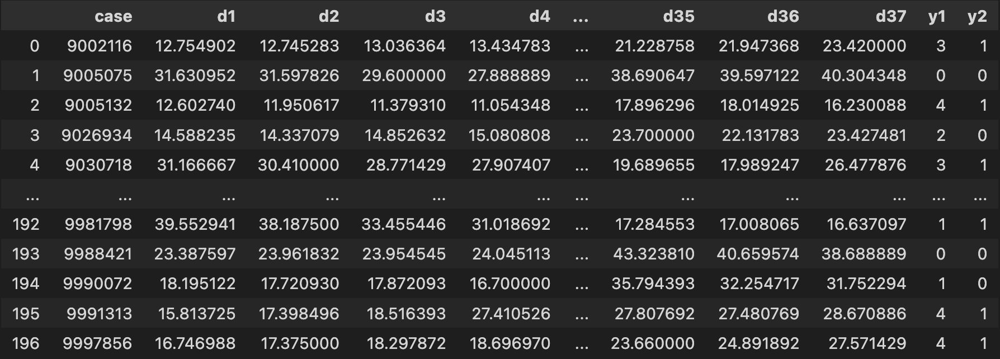 case d1 d2 d3 d4 ... d35 d36 d37 y1 y2
0 9002116 12.754902 12.745283 13.036364 13.434783 ... 21.228758 21.947368 23.420000 3 1
1 9005075 31.630952 31.597826 29.600000 27.888889 ... 38.690647 39.597122 40.304348 0 0
2 9005132 12.602740 11.950617 11.379310 11.054348 ... 17.896296 18.014925 16.230088 4 1
3 9026934 14.588235 14.337079 14.852632 15.080808 ... 23.700000 22.131783 23.427481 2 0
4 9030718 31.166667 30.410000 28.771429 27.907407 ... 19.689655 17.989247 26.477876 3 1
... ... ... ... ... ... ... ... ... ... ... ...
192 9981798 39.552941 38.187500 33.455446 31.018692 ... 17.284553 17.008065 16.637097 1 1
193 9988421 23.387597 23.961832 23.954545 24.045113 ... 43.323810 40.659574 38.688889 0 0
194 9990072 18.195122 17.720930 17.872093 16.700000 ... 35.794393 32.254717 31.752294 1 0
195 9991313 15.813725 17.398496 18.516393 27.410526 ... 27.807692 27.480769 28.670886 4 1
196 9997856 16.746988 17.375000 18.297872 18.696970 ... 23.660000 24.891892 27.571429 4 1